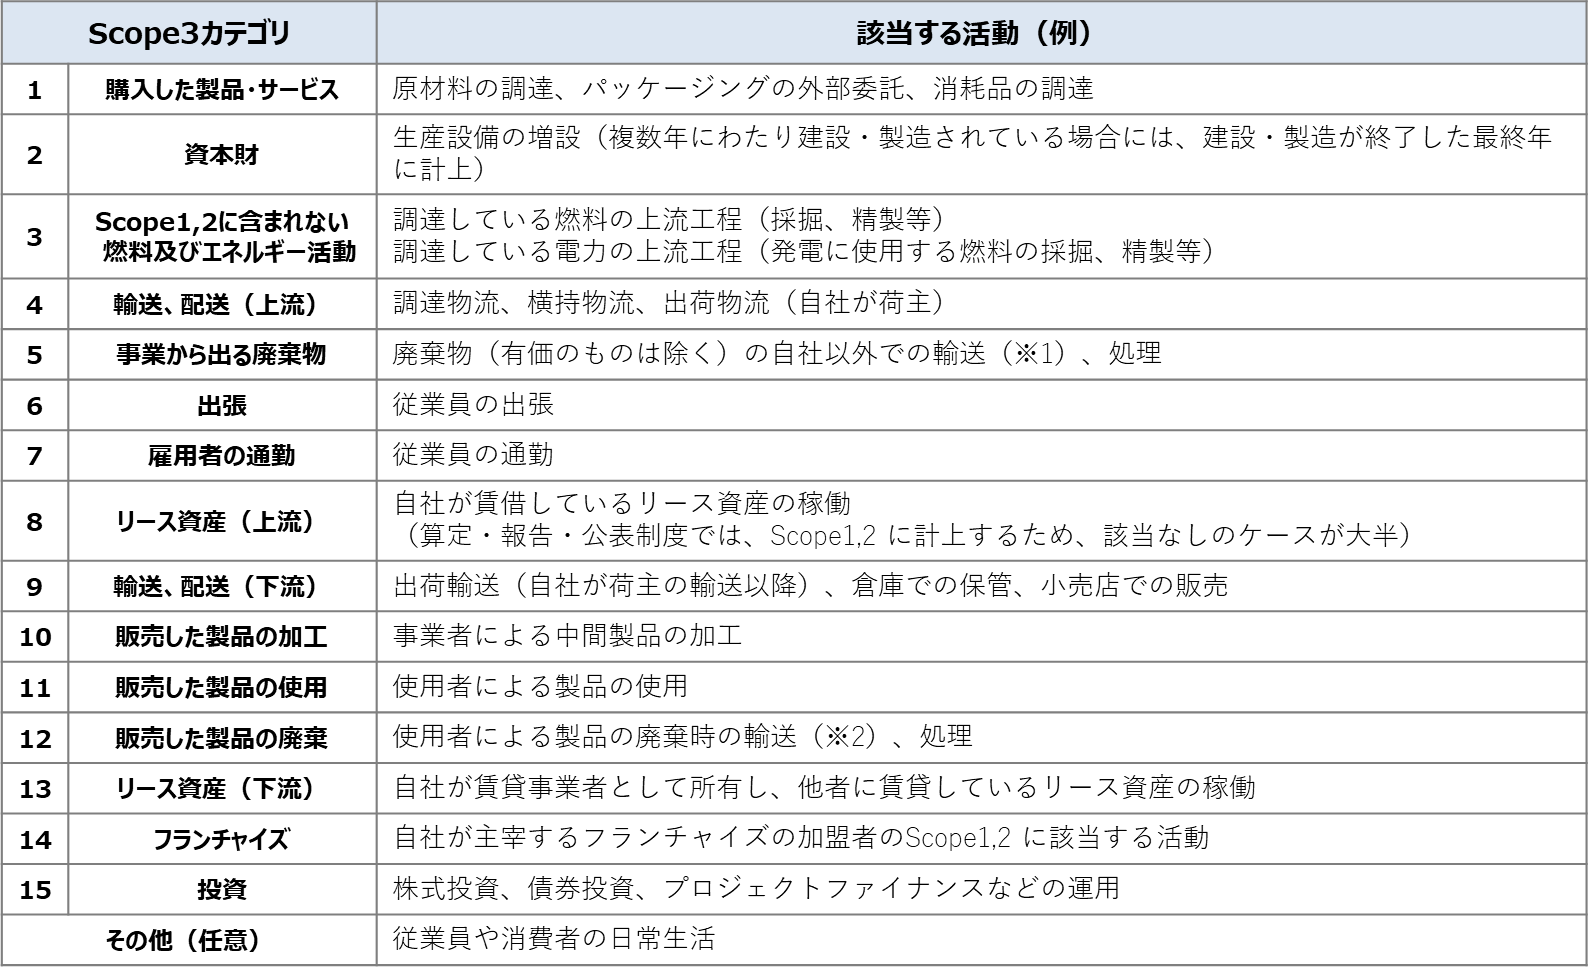 Scope3カテゴリ
該当する活動（例）
1
購入した製品・サービス
原材料の調達、パッケージングの外部委託、消耗品の調達
2
資本財
生産設備の増設（複数年にわたり建設・製造されている場合には、建設・製造が終了した最終年
に計上）
3
Scope1,2に含まれない
燃料及びエネルギー活動
調達している燃料の上流工程（採掘、精製等）
調達している電力の上流工程（発電に使用する燃料の採掘、精製等）
4
輸送、配送（上流）
調達物流、横持物流、出荷物流（自社が荷主）
5
事業から出る廃棄物
廃棄物（有価のものは除く）の自社以外での輸送（※1）、処理
6
出張
従業員の出張
7
雇用者の通勤
従業員の通勤
8
リース資産（上流）
自社が賃借しているリース資産の稼働
（算定・報告・公表制度では、Scope1,2 に計上するため、該当なしのケースが大半）
9
輸送、配送（下流）
出荷輸送（自社が荷主の輸送以降）、倉庫での保管、小売店での販売
10
販売した製品の加工
事業者による中間製品の加工
11
販売した製品の使用
使用者による製品の使用
12
販売した製品の廃棄
使用者による製品の廃棄時の輸送（※2）、処理
13
リース資産（下流）
自社が賃貸事業者として所有し、他者に賃貸しているリース資産の稼働
14
フランチャイズ
自社が主宰するフランチャイズの加盟者のScope1,2 に該当する活動
15
投資
株式投資、債券投資、プロジェクトファイナンスなどの運用
その他（任意）
従業員や消費者の日常生活